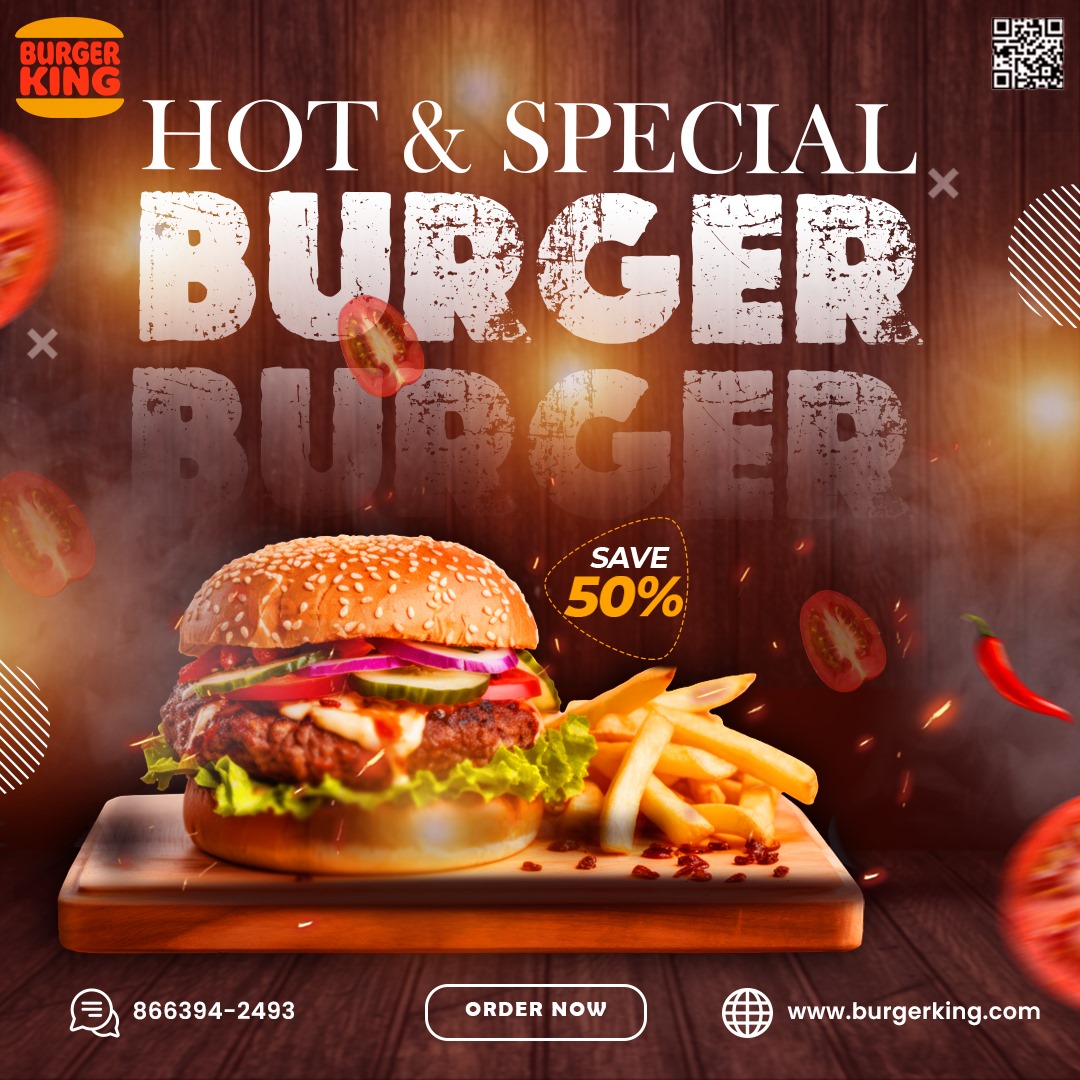 BURGER
KING
HOT & SPECIAL
BURGER
BURGER
SAVE
50%
866394-2493
ORDER NOW
www.burgerking.com